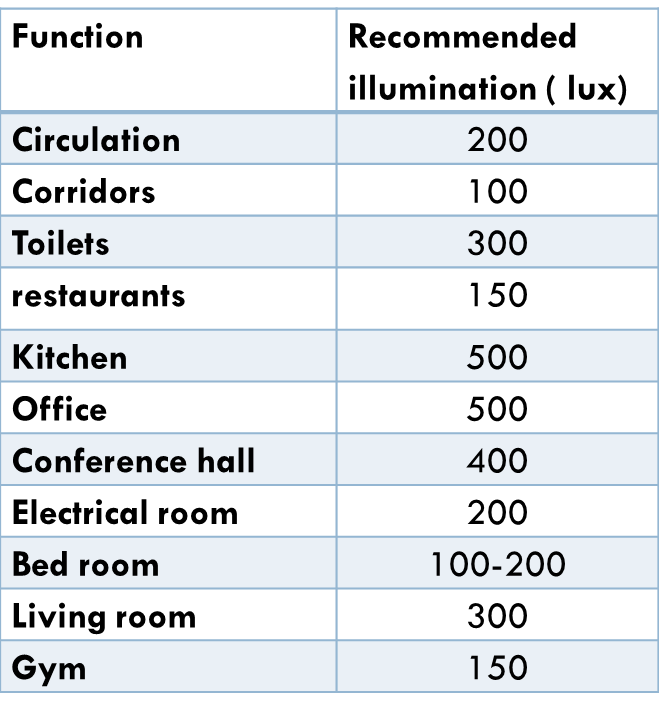 Function Recommended
illumination ( lux)
Circulation 200
Corridors 100
Toilets 300
restaurants 150
Kitchen 500
Office 500
Conference hall 400
Electrical room 200
Bed room 100-200
Living room 300
Gym 150